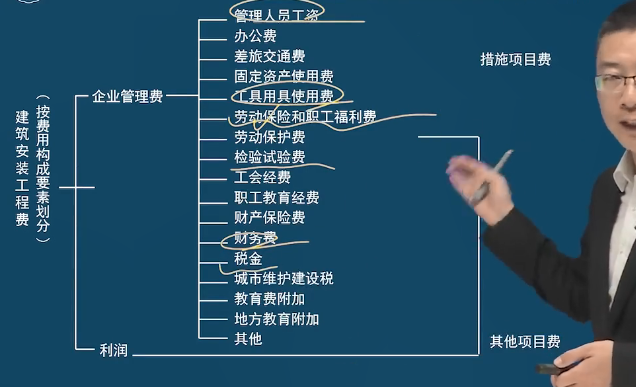 建筑安装工程费
（按费用构成要素划分）
企业管理费
管理人员工资
办公费
差旅交通费
固定资产使用费
工具用具使用费
劳动保险和职工福利费
劳动保护费
检验试验费
工会经费
职工教育经费
财产保险费
财务费
税金
城市维护建设税
教育费附加
地方教育附加
其他
利润
措施项目费
其他项目费